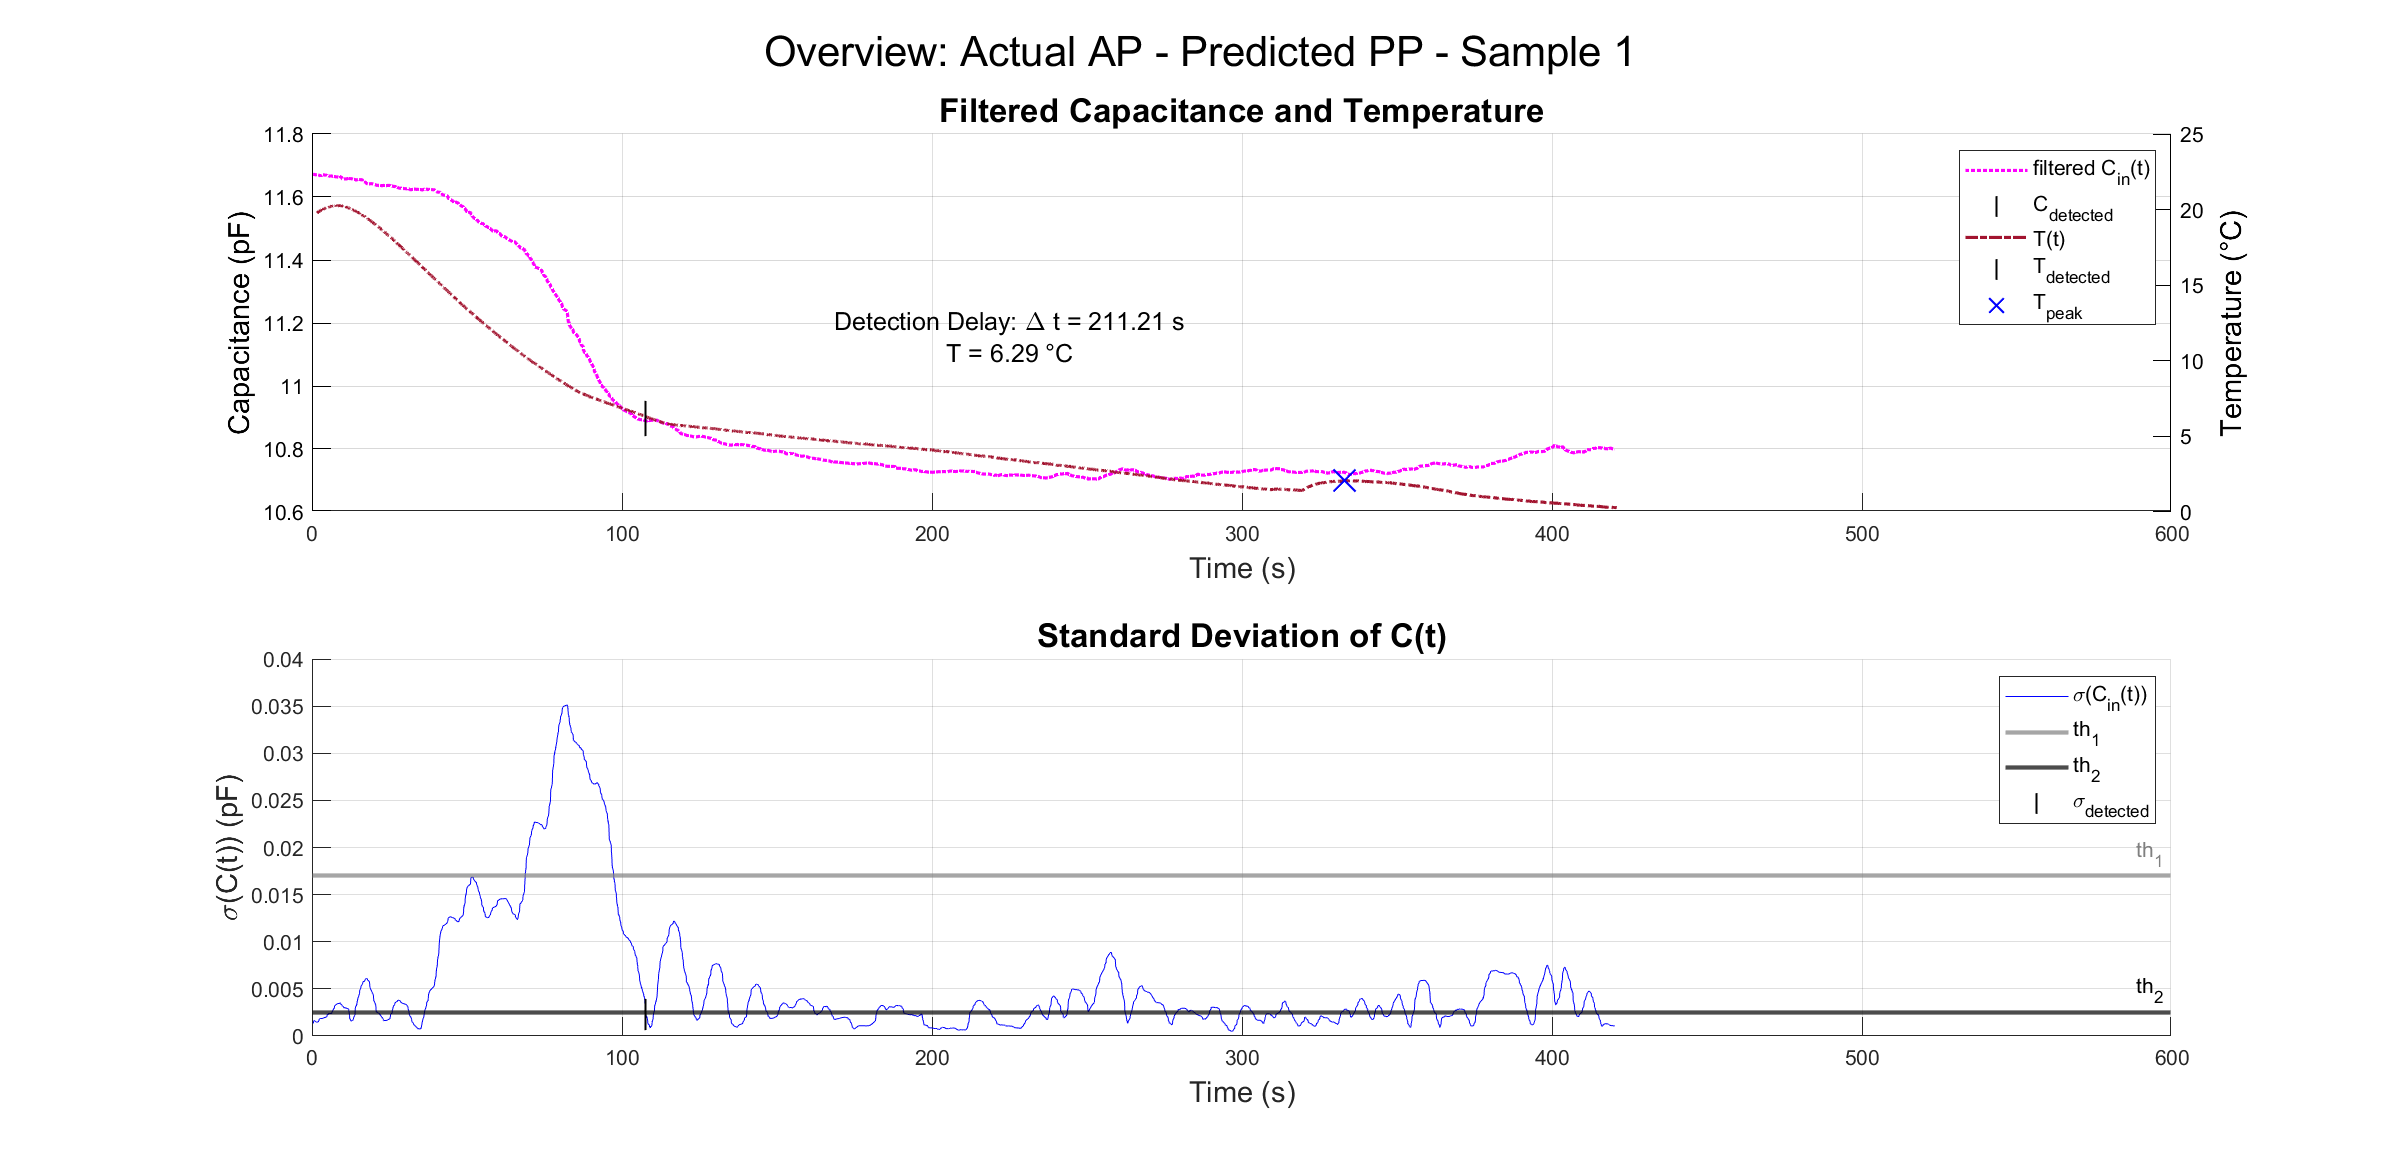 Overview: Actual AP - Predicted PP - Sample 1
Filtered Capacitance and Temperature
Capacitance (pF)
11.8
11.6
11.4
11.2
11
10.8
10.6
Detection Delay: Δ t = 211.21 s
T = 6.29 °C
filtered C_in(t)
C_detected
T(t)
T_detected
T_peak
25
20
15
10
5
0
Temperature (°C)
0 100 200 300 400 500 600
Time (s)
Standard Deviation of C(t)
σ(C(t)) (pF)
0.04
0.035
0.03
0.025
0.02
0.015
0.01
0.005
0
σ(C_in(t))
th_1
th_2
σ_detected
th_1
th_2
0 100 200 300 400 500 600
Time (s)